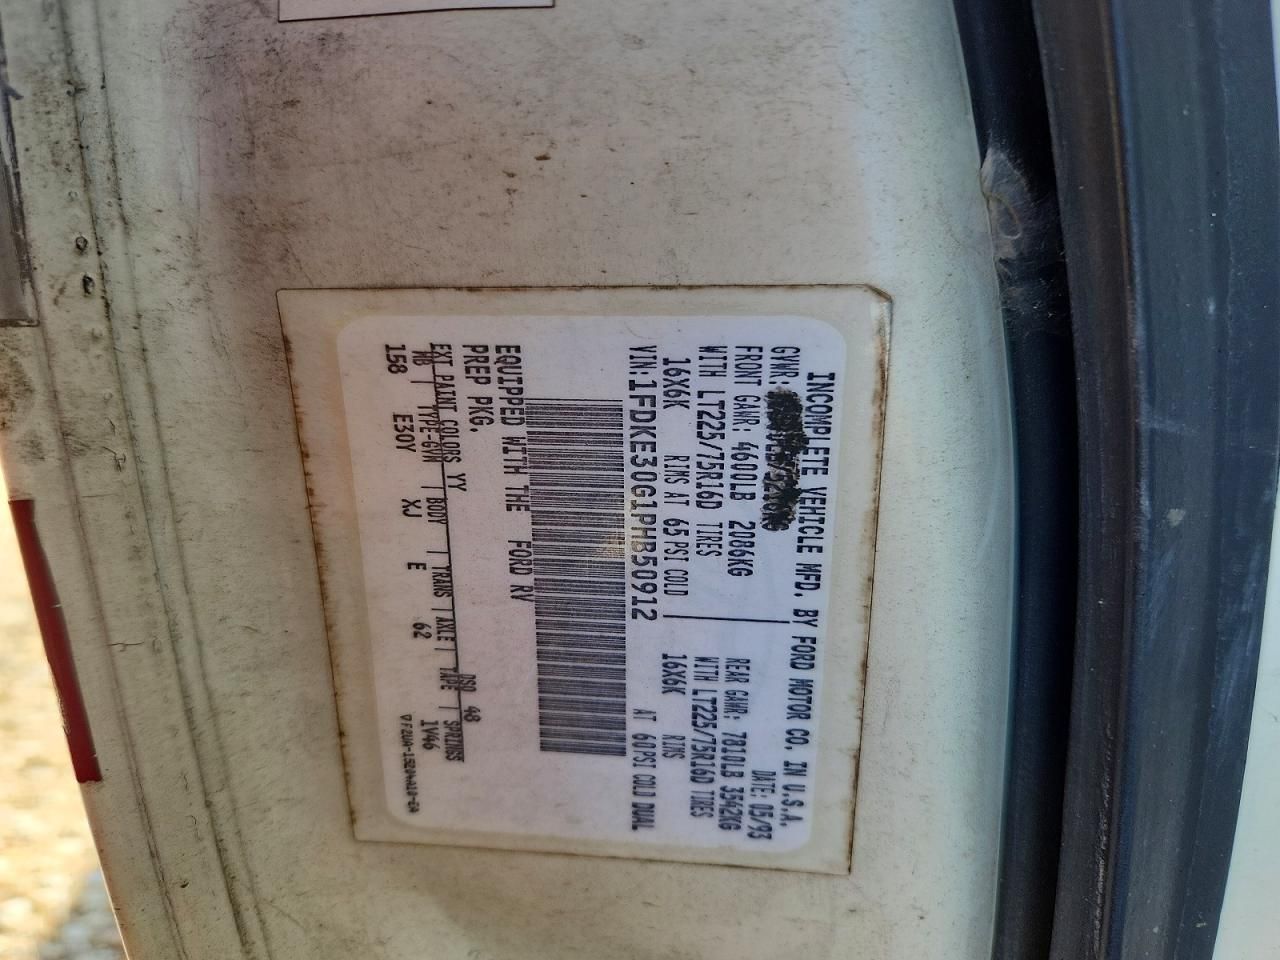 INCOMPLETE VEHICLE MFD. BY FORD MOTOR CO. IN U.S.A.
GVWR: DATE: 05/93
FRONT GAWR: 4600LB 2086KG REAR GAWR: 7810LB 3542KG
WITH LT225/75R16D TIRES WITH LT225/75R16D TIRES
16X6K RIMS AT 65 PSI COLD 16X6K RIMS
AT 60PSI COLD DUAL
VIN: 1FDKE30G1PHB50912
EQUIPPED WITH THE FORD RV
PREP PKG.
EXT PAINT COLORS YY DSO 48
WB | TYPE-GVW | BODY | TRANS | AXLE | TAPE | SPRINGS
158 E30Y XJ E 62 1V46